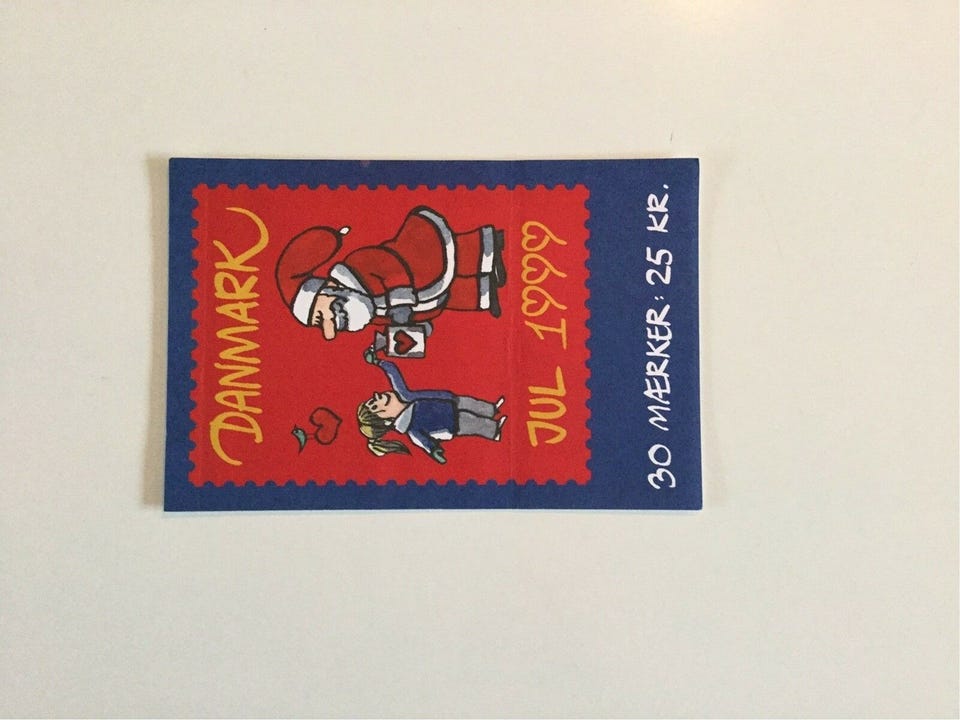 DANMARK
JUL 1999
30 MÆRKER: 25 KR.